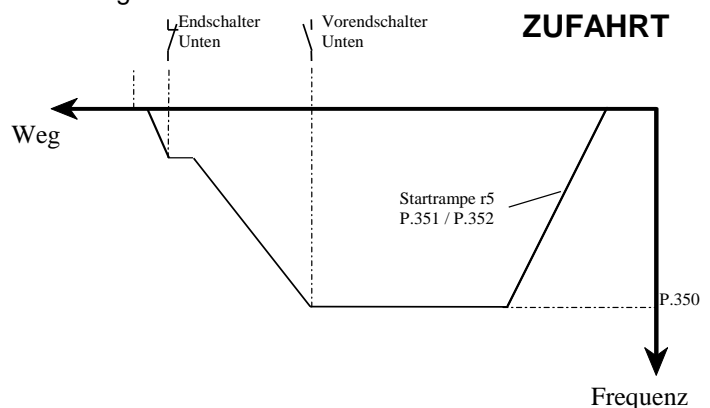 Endschalter
Unten
Vorendschalter
Unten
ZUFAHRT
Weg
Startrampe r5
P.351 / P.352
P.350
Frequenz